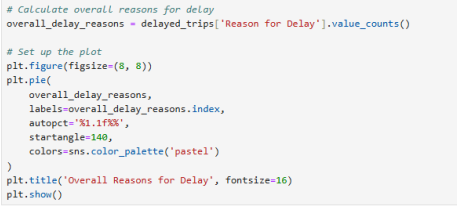 # Calculate overall reasons for delay
overall_delay_reasons = delayed_trips['Reason for Delay'].value_counts()
# Set up the plot
plt.figure(figsize=(8, 8))
plt.pie(
    overall_delay_reasons,
    labels=overall_delay_reasons.index,
    autopct='%1.1f%%',
    startangle=140,
    colors=sns.color_palette('pastel')
)
plt.title('Overall Reasons for Delay', fontsize=16)
plt.show()